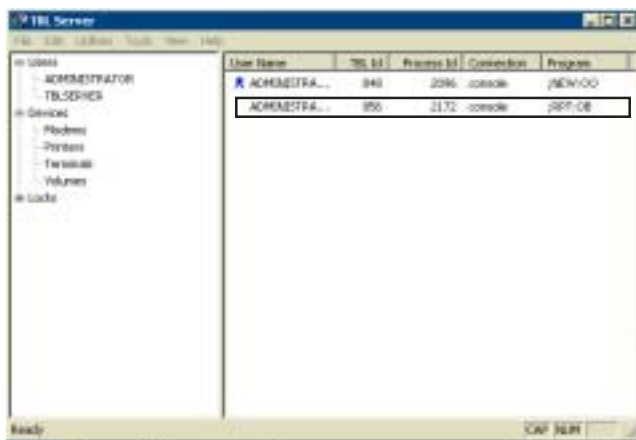 TBL Server
File Edit Utilities Tools View Help
Users
ADMINISTRATOR
TBLSERVER
Devices
Modems
Printers
Terminals
Volumes
Locks
User Name TBL Id Process Id Connection Program
ADMINISTRA... 840 2096 console
ADMINISTRA... 856 2172 console
Ready
CAP NUM